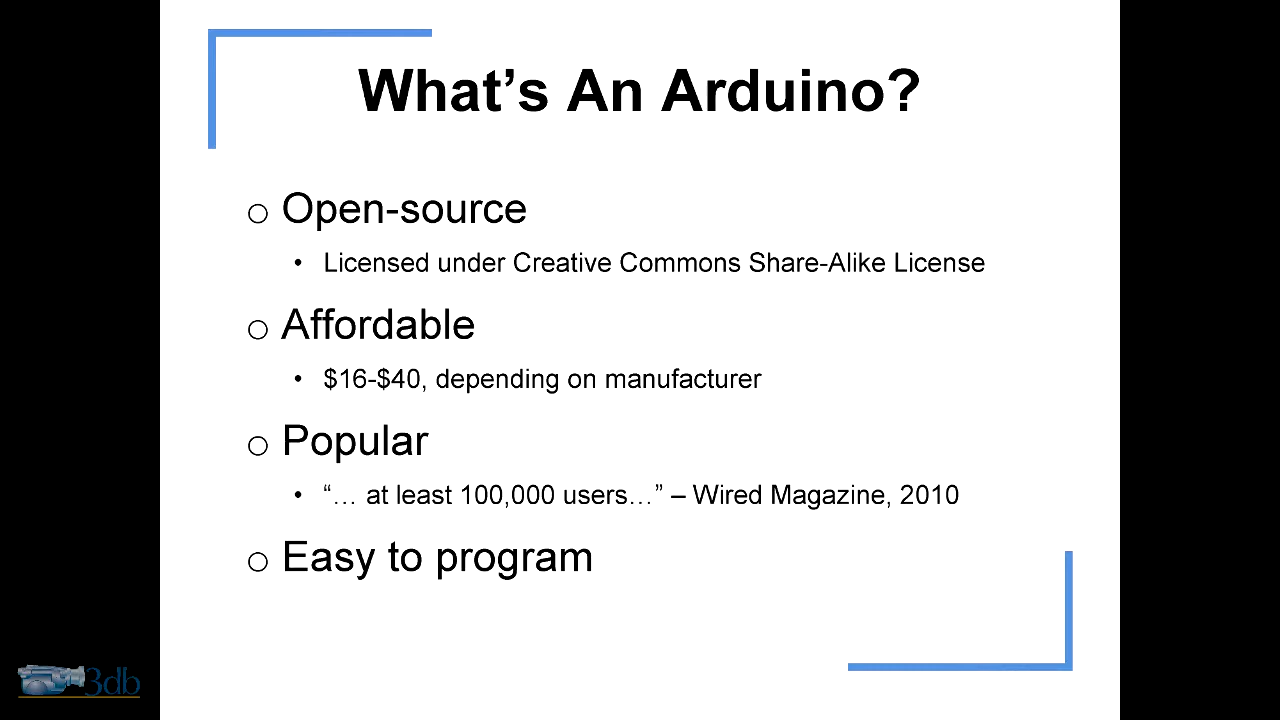 What’s An Arduino?
o Open-source
• Licensed under Creative Commons Share-Alike License
o Affordable
• $16-$40, depending on manufacturer
o Popular
• “… at least 100,000 users…” – Wired Magazine, 2010
o Easy to program
3db